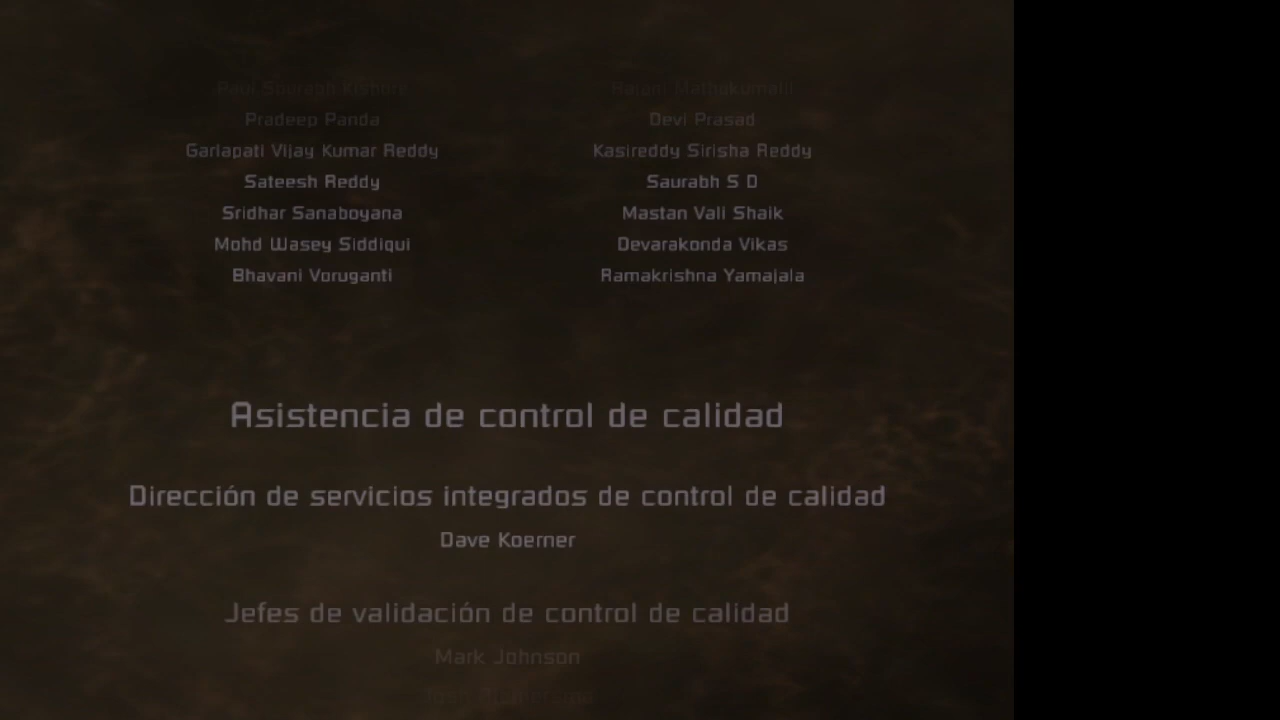 Pradeep Panda
Devi Prasad
Garlapati Vijay Kumar Reddy
Kasireddy Sirisha Reddy
Sateesh Reddy
Saurabh S D
Sridhar Sanaboyana
Mastan Vali Shaik
Mohd Wasey Siddiqui
Devarakonda Vikas
Bhavani Voruganti
Ramakrishna Yamajala
Asistencia de control de calidad
Dirección de servicios integrados de control de calidad
Dave Koerner
Jefes de validación de control de calidad
Mark Johnson